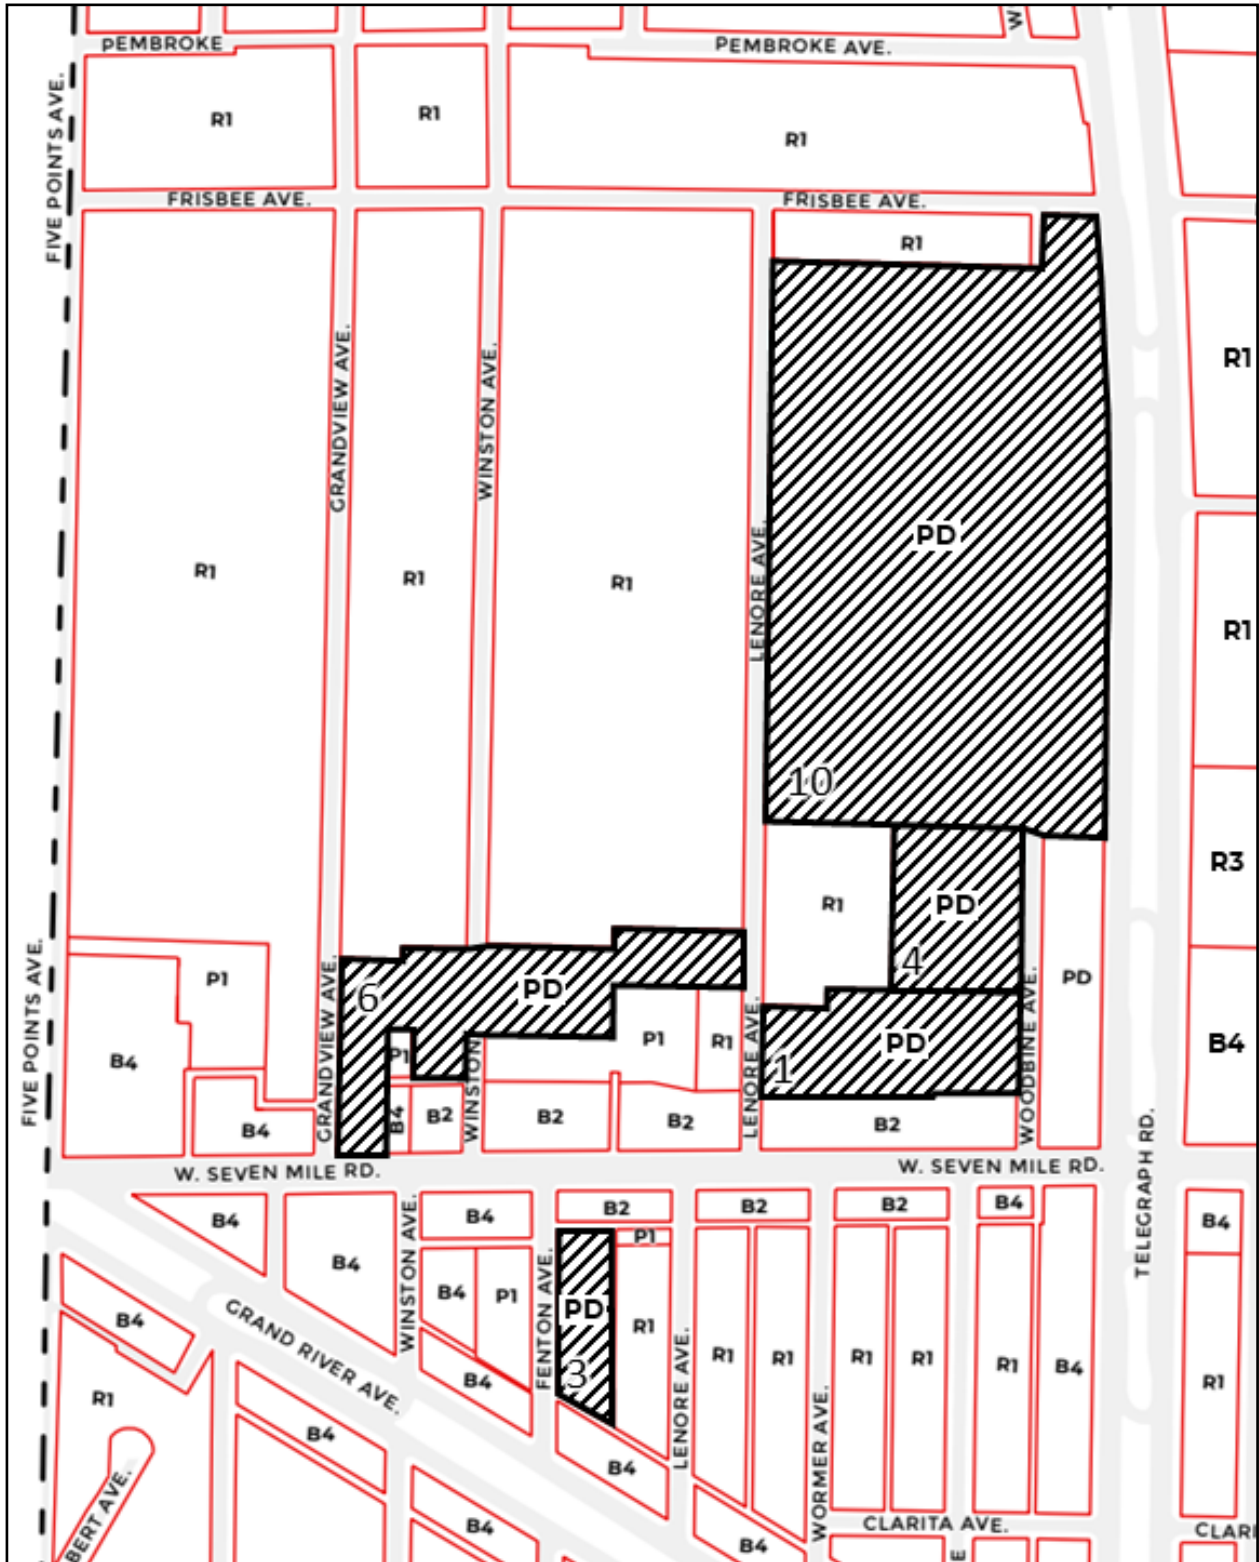 W
PEMBROKE
PEMBROKE AVE.
FIVE POINTS AVE.
R1
R1
R1
FRISBEE AVE.
FRISBEE AVE.
R1
GRANDVIEW AVE.
WINSTON AVE.
R1
PD
LENORE AVE.
R1
R1
R1
R1
10
R3
R1
PD
4
FIVE POINTS AVE.
P1
GRANDVIEW AVE.
6
PD
PD
B4
P1
P1
R1
LENORE AVE.
1
PD
WOODBINE AVE.
B4
WINSTON
B4
B4
B2
B2
B2
B2
TELEGRAPH RD.
W. SEVEN MILE RD.
W. SEVEN MILE RD.
B4
WINSTON AVE.
B4
B2
B2
B2
B4
B4
P1
B4
B4
P1
FENTON AVE.
PD
3
R1
LENORE AVE.
R1
R1
WORMER AVE.
R1
R1
R1
B4
R1
B4
GRAND RIVER AVE.
B4
R1
B4
B4
BERT AVE.
B4
B4
CLARITA AVE.
CLARI
E